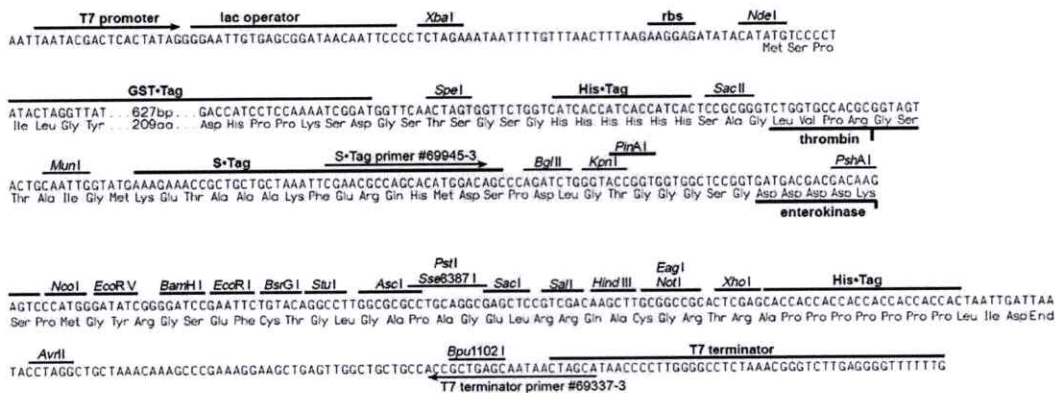 T7 promoter lac operator XbaI rbs NdeI
AATTAATACGACTCACTATAGGGGAATTGTGAGCGGATAACAATTCCCCTCTAGAAATAATTTTGTTTAACTTTAAGAAGGAGATATACATATGTCCCCT
Met Ser Pro
GST•Tag SpeI His•Tag SacII
ATACTAGGTTAT...627bp...GACCATCCTCCAAAATCGGATGGTTCAACTAGTGGTTCTGGTCATCACCATCACCATCACTCCGCGGGTCTGGTGCCACGCGGTAGT
Ile Leu Gly Tyr ...209aa...Asp His Pro Pro Lys Ser Asp Gly Ser Thr Ser Gly Ser Gly His His His His His His Ser Ala Gly Leu Val Pro Arg Gly Ser
thrombin
PinAI
MunI S•Tag S•Tag primer #69945-3 BglII KpnI PshAI
ACTGCAATTGGTATGAAAGAAACCGCTGCTGCTAAATTCGAACGCCAGCACATGGACAGCCCAGATCTGGGTACCGGTGGTGGCTCCGGTGATGACGACGACAAG
Thr Ala Ile Gly Met Lys Glu Thr Ala Ala Ala Lys Phe Glu Arg Gln His Met Asp Ser Pro Asp Leu Gly Thr Gly Gly Gly Ser Gly Asp Asp Asp Asp Lys
enterokinase
PstI EagI
NcoI EcoRV BamHI EcoRI BsrGI StuI AscI Sse8387I SacI SalI HindIII NotI XhoI His•Tag
AGTCCCATGGGATATCGGGGATCCGAATTCTGTACAGGCCTTGGCGCGCCTGCAGGCGAGCTCCGTCGACAAGCTTGCGGCCGCACTCGAGCACCACCACCACCACCACCACCACTAATTGATTAA
Ser Pro Met Gly Tyr Arg Gly Ser Glu Phe Cys Thr Gly Leu Gly Ala Pro Ala Gly Glu Leu Arg Arg Gln Ala Cys Gly Arg Thr Arg Ala Pro Pro Pro Pro Pro Pro Pro Leu Ile Asp End
AvrII Bpu1102I T7 terminator
TACCTAGGCTGCTAAACAAAGCCCGAAAGGAAGCTGAGTTGGCTGCTGCCACCGCTGAGCAATAACTAGCATAACCCCTTGGGGCCTCTAAACGGGTCTTGAGGGGTTTTTTG
T7 terminator primer #69337-3